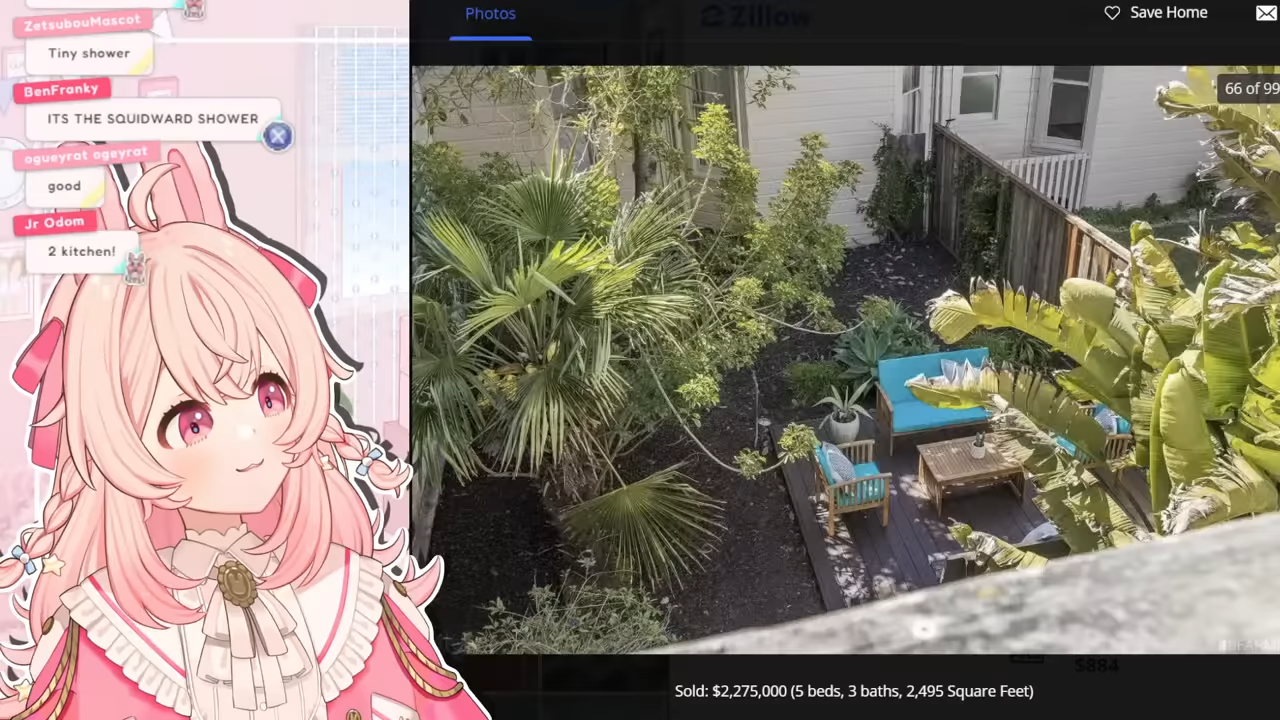 ZetsubouMascot
Tiny shower
BenFranky
ITS THE SQUIDWARD SHOWER
ogueyrat ogeyrat
good
Jr Odom
2 kitchen!
Photos
Zillow
Save Home
66 of 99
$884
Sold: $2,275,000 (5 beds, 3 baths, 2,495 Square Feet)